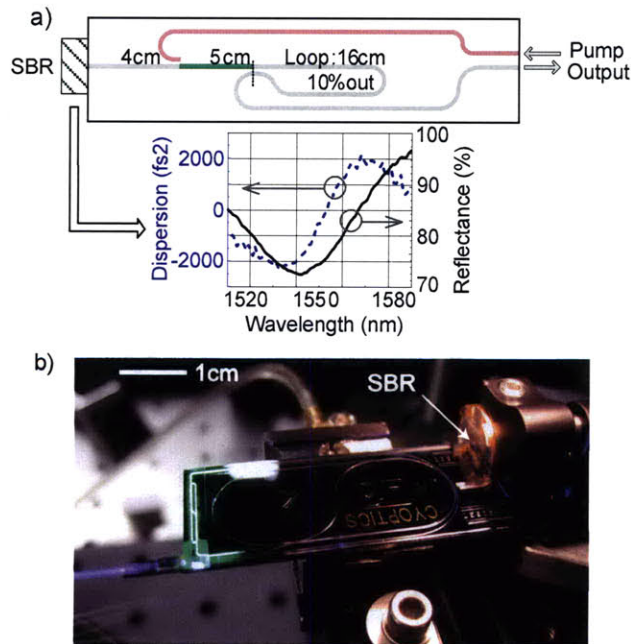 a)
4cm
5cm
Loop:16cm
10%out
Pump
Output
SBR
Dispersion (fs2)
2000
0
-2000
100
90
80
70
Reflectance (%)
1520
1550
1580
Wavelength (nm)
b)
1cm
SBR
CYOPTICS